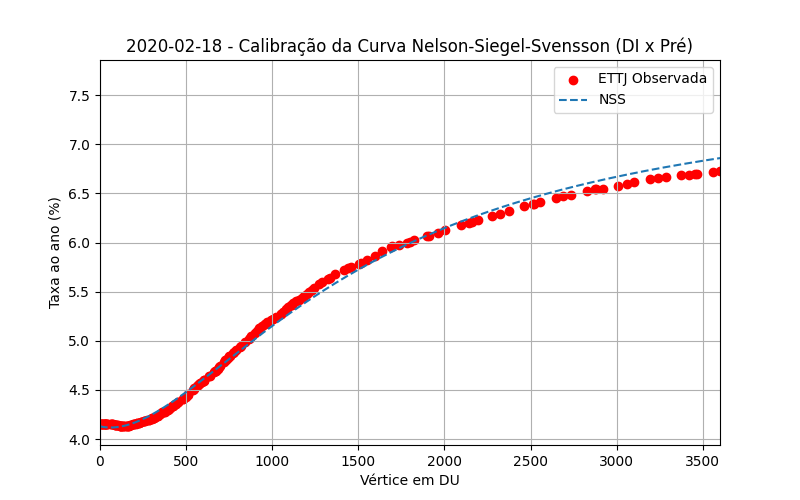 2020-02-18 - Calibração da Curva Nelson-Siegel-Svensson (DI x Pré)
ETTJ Observada
NSS
Taxa ao ano (%)
7.5
7.0
6.5
6.0
5.5
5.0
4.5
4.0
0 500 1000 1500 2000 2500 3000 3500
Vértice em DU